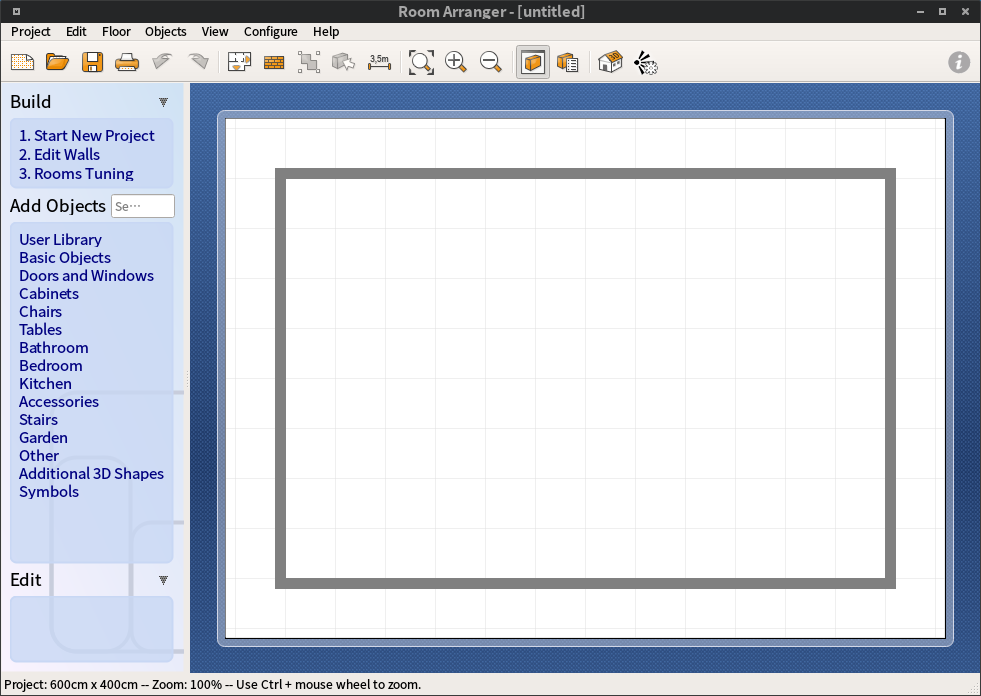 Room Arranger - [untitled]
Project Edit Floor Objects View Configure Help
3,5m
Build
1. Start New Project
2. Edit Walls
3. Rooms Tuning
Add Objects Se···
User Library
Basic Objects
Doors and Windows
Cabinets
Chairs
Tables
Bathroom
Bedroom
Kitchen
Accessories
Stairs
Garden
Other
Additional 3D Shapes
Symbols
Edit
Project: 600cm x 400cm -- Zoom: 100% -- Use Ctrl + mouse wheel to zoom.